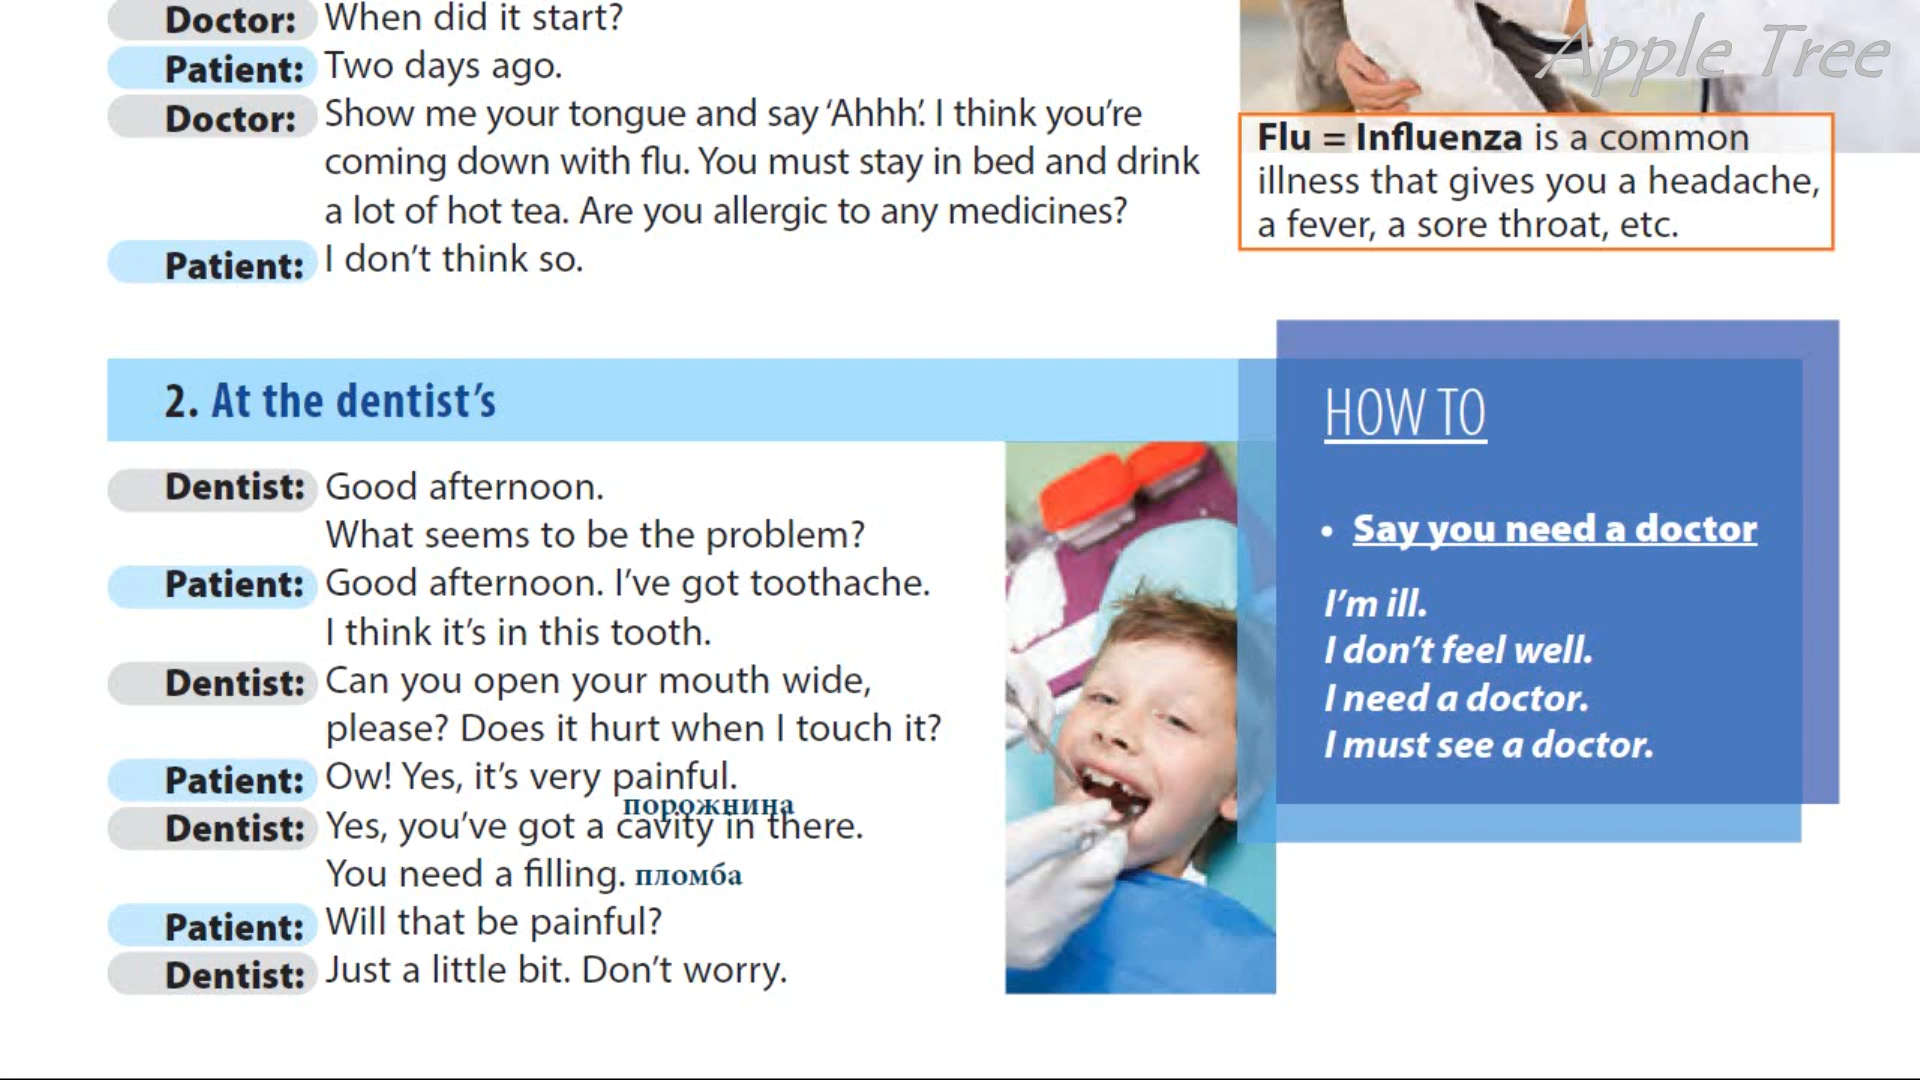 Doctor: When did it start?
Patient: Two days ago.
Doctor: Show me your tongue and say ‘Ahhh’. I think you’re
coming down with flu. You must stay in bed and drink
a lot of hot tea. Are you allergic to any medicines?
Patient: I don’t think so.
Apple Tree
Flu = Influenza is a common
illness that gives you a headache,
a fever, a sore throat, etc.
2. At the dentist’s
Dentist: Good afternoon.
What seems to be the problem?
Patient: Good afternoon. I’ve got toothache.
I think it’s in this tooth.
Dentist: Can you open your mouth wide,
please? Does it hurt when I touch it?
Patient: Ow! Yes, it’s very painful.
порожнина
Dentist: Yes, you’ve got a cavity in there.
You need a filling. пломба
Patient: Will that be painful?
Dentist: Just a little bit. Don’t worry.
HOW TO
• Say you need a doctor
I’m ill.
I don’t feel well.
I need a doctor.
I must see a doctor.